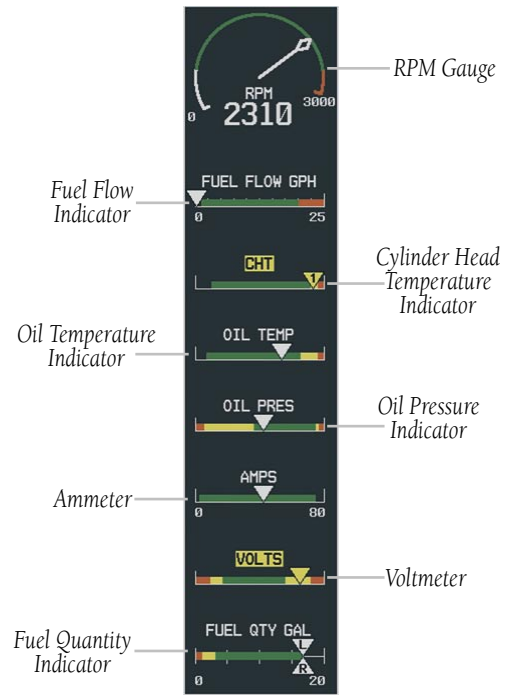 RPM
2310
0
3000
RPM Gauge
FUEL FLOW GPH
0 25
Fuel Flow
Indicator
CHT
1
Cylinder Head
Temperature
Indicator
OIL TEMP
Oil Temperature
Indicator
OIL PRES
Oil Pressure
Indicator
AMPS
0 80
Ammeter
VOLTS
Voltmeter
FUEL QTY GAL
L
R
0 20
Fuel Quantity
Indicator